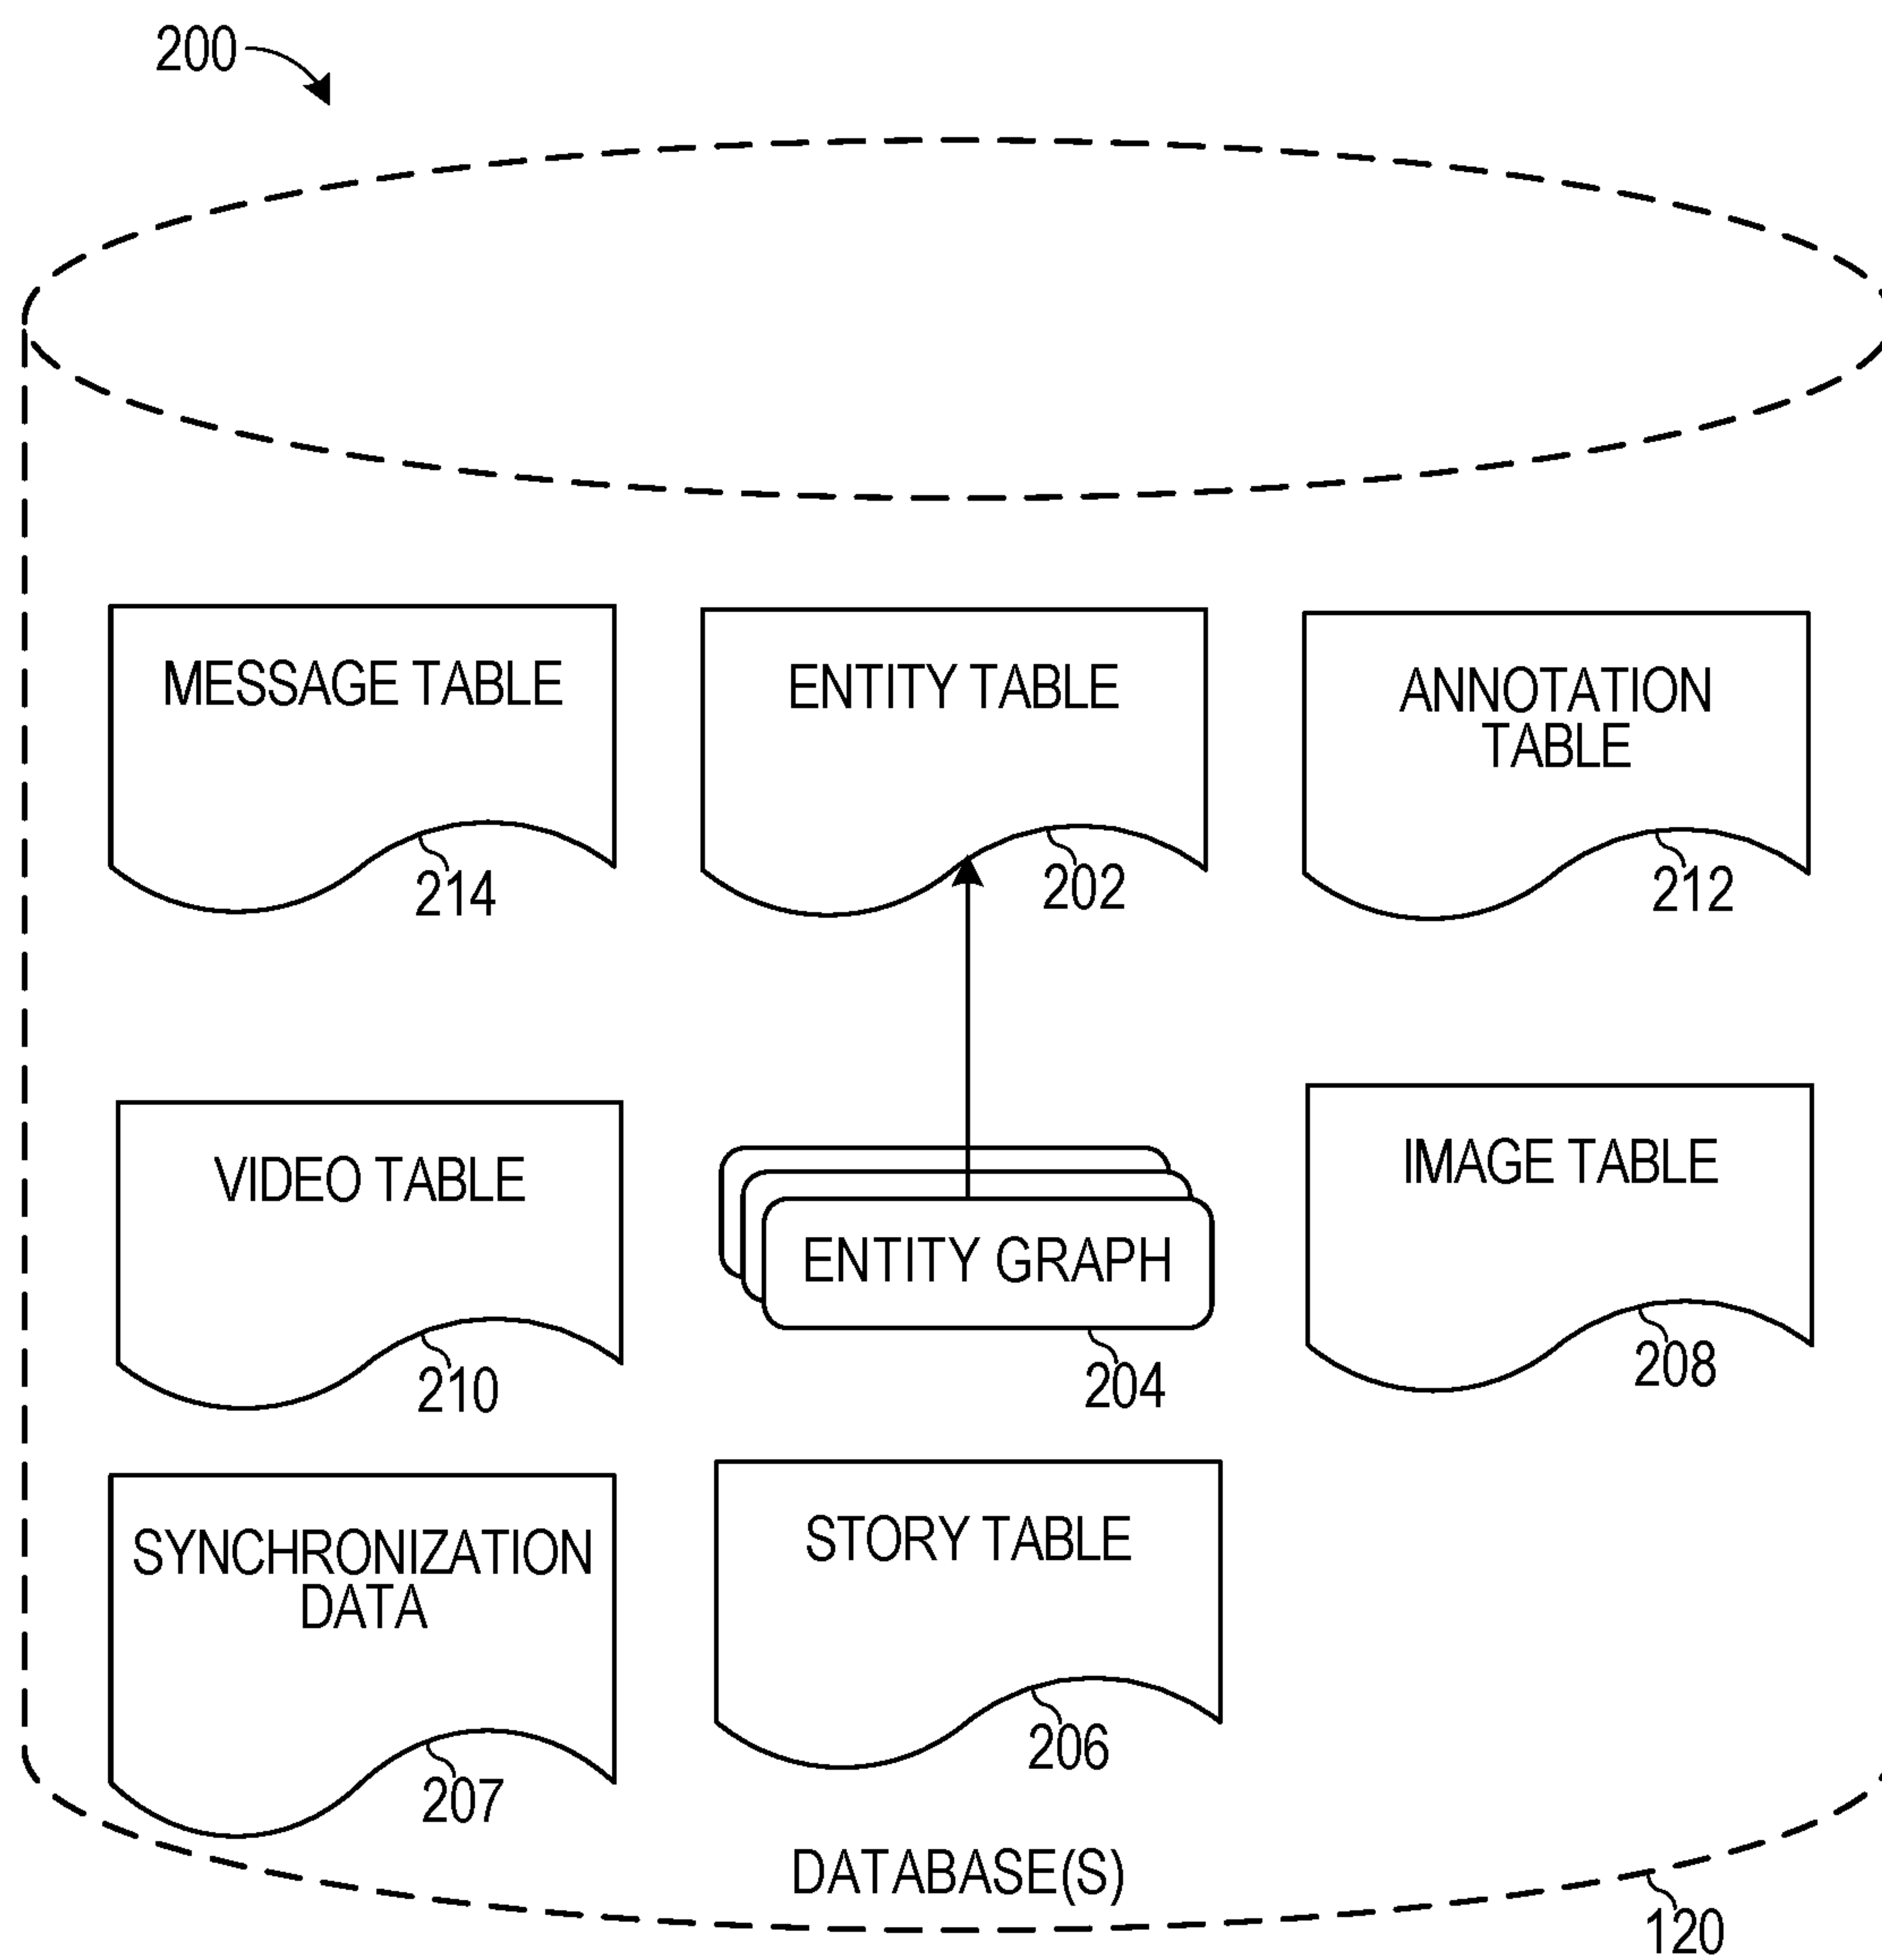 200
MESSAGE TABLE
214
ENTITY TABLE
202
ANNOTATION
TABLE
212
VIDEO TABLE
210
ENTITY GRAPH
204
IMAGE TABLE
208
SYNCHRONIZATION
DATA
207
STORY TABLE
206
DATABASE(S)
120